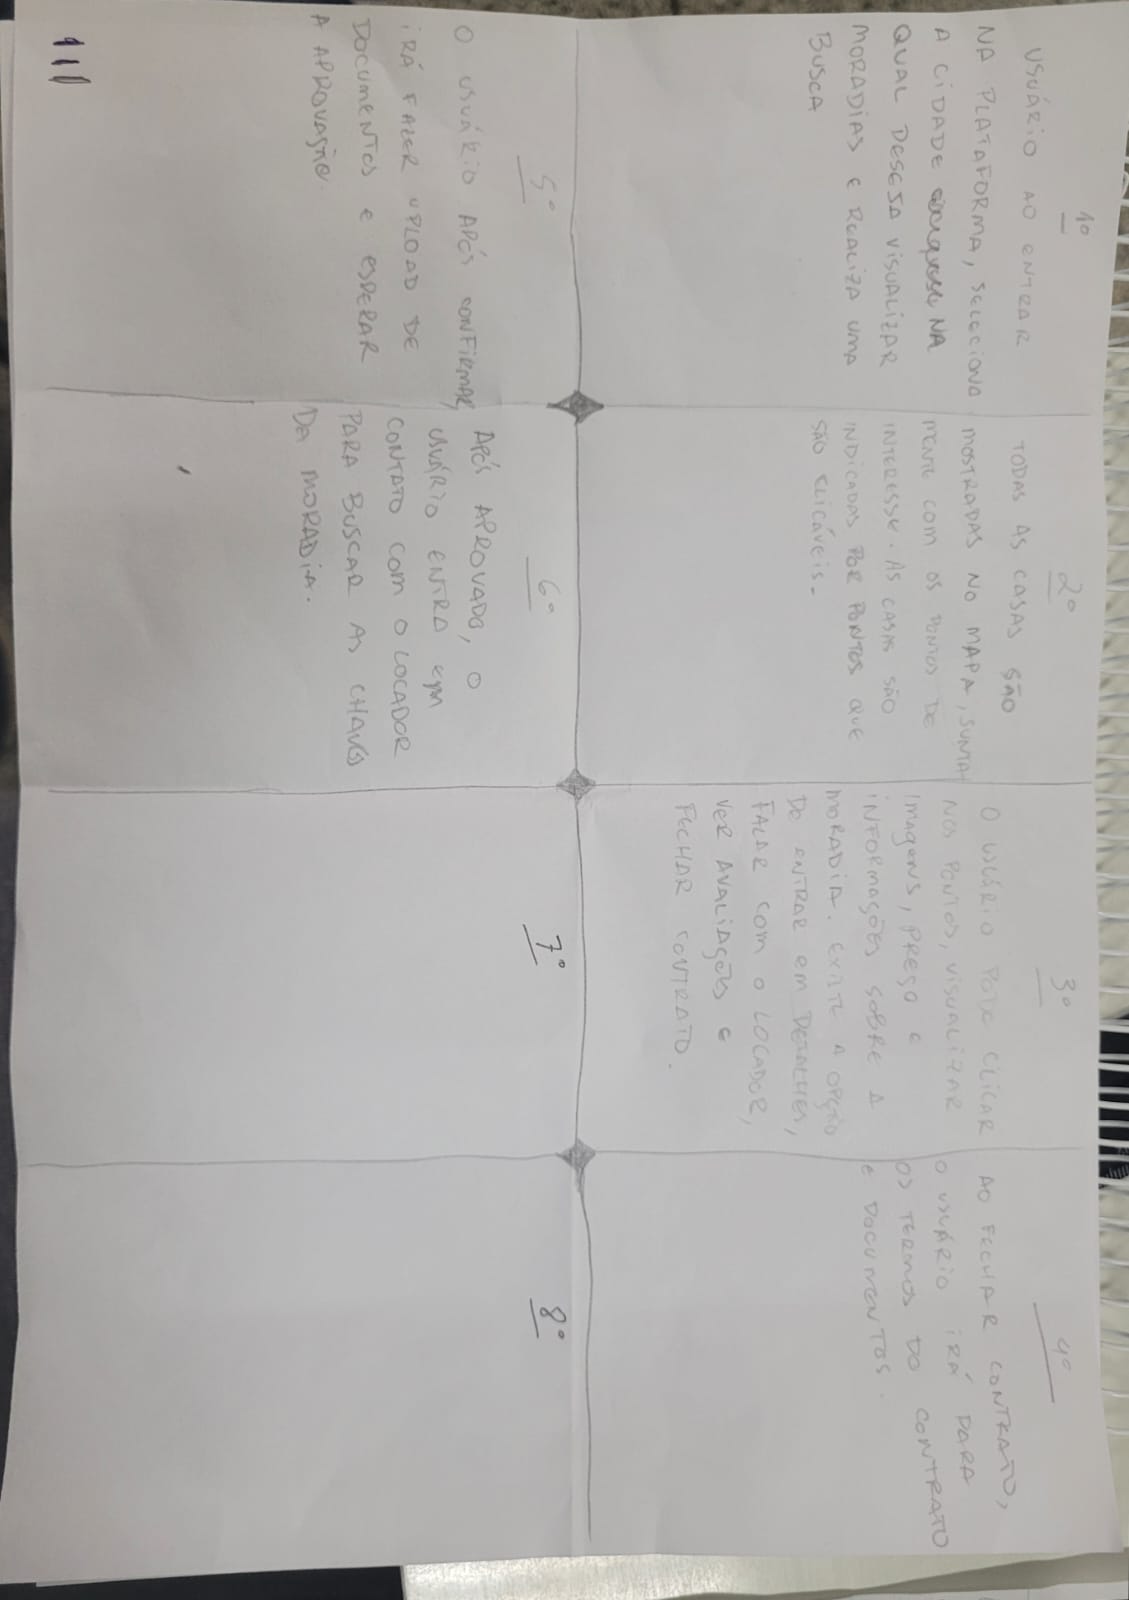 1º
USUÁRIO AO ENTRAR
NA PLATAFORMA, SELECIONA
A CIDADE NA
QUAL DESEJA VISUALIZAR
MORADIAS E REALIZA UMA
BUSCA
2º
TODAS AS CASAS SÃO
MOSTRADAS NO MAPA, JUNTA
MENTE COM OS PONTOS DE
INTERESSE. AS CASAS SÃO
INDICADAS POR PONTOS QUE
SÃO CLICÁVEIS.
3º
O USUÁRIO PODE CLICAR
NOS PONTOS, VISUALIZAR
IMAGENS, PREÇO E
INFORMAÇÕES SOBRE A
MORADIA. EXISTE A OPÇÃO
DE ENTRAR EM DETALHES,
FALAR COM O LOCADOR,
VER AVALIAÇÕES E
FECHAR CONTRATO.
4º
AO FECHAR CONTRATO,
O USUÁRIO IRÁ PARA
OS TERMOS DO CONTRATO
E DOCUMENTOS.
5º
O USUÁRIO APÓS CONFIRMAR,
IRÁ FAZER UPLOAD DE
DOCUMENTOS E ESPERAR
A APROVAÇÃO.
6º
APÓS APROVADO, O
USUÁRIO ENTRA EM
CONTATO COM O LOCADOR
PARA BUSCAR AS CHAVES
DA MORADIA.
7º
8º